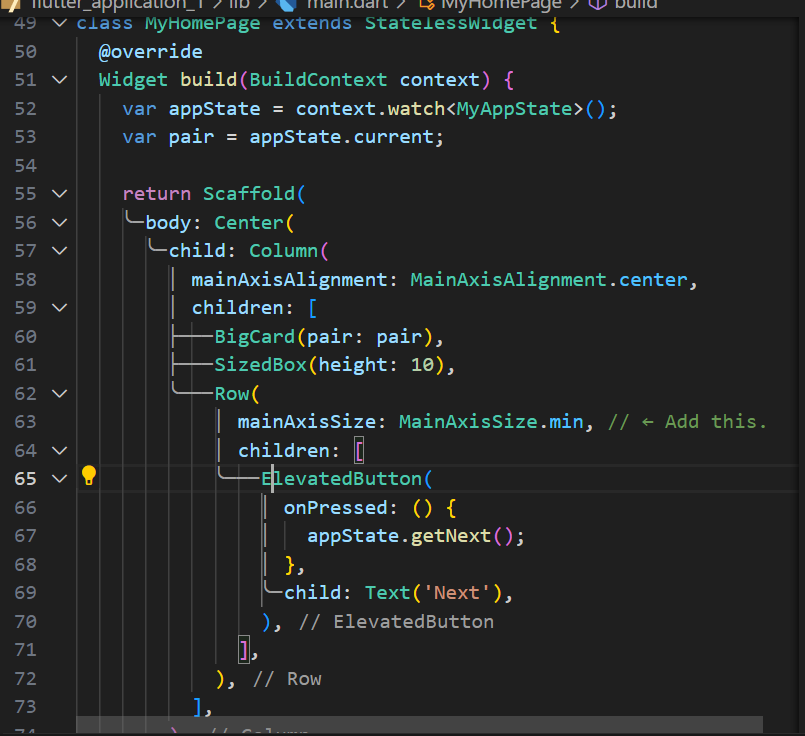 flutter_application_1 > lib > main.dart > MyHomePage > build
49 class MyHomePage extends StatelessWidget {
50 @override
51 Widget build(BuildContext context) {
52 var appState = context.watch<MyAppState>();
53 var pair = appState.current;
54
55 return Scaffold(
56 body: Center(
57 child: Column(
58 mainAxisAlignment: MainAxisAlignment.center,
59 children: [
60 BigCard(pair: pair),
61 SizedBox(height: 10),
62 Row(
63 mainAxisSize: MainAxisSize.min, // ← Add this.
64 children: [
65 ElevatedButton(
66 onPressed: () {
67 appState.getNext();
68 },
69 child: Text('Next'),
70 ), // ElevatedButton
71 ],
72 ), // Row
73 ],
74 ), // Column